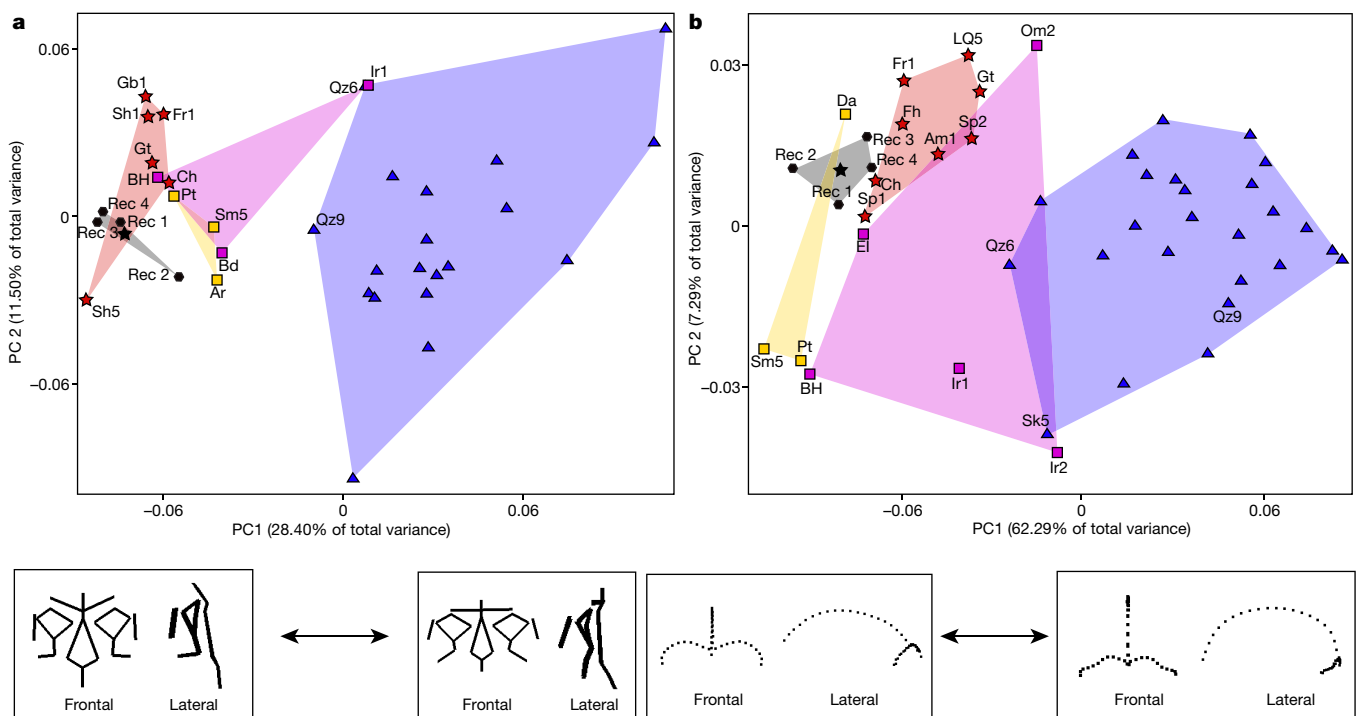 a
0.06
0
−0.06
PC 2 (11.50% of total variance)
Gb1
Sh1
Fr1
Gt
BH
Ch
Pt
Rec 4
Rec 1
Rec 3
Rec 2
Sh5
Sm5
Bd
Ar
Ir1
Qz6
Qz9
−0.06
0
0.06
PC1 (28.40% of total variance)
b
0.03
0
−0.03
PC 2 (7.29% of total variance)
Om2
LQ5
Fr1
Gt
Da
Fh
Sp2
Rec 3
Am1
Rec 2
Rec 4
Ch
Rec 1
Sp1
El
Qz6
Qz9
Sm5
Pt
BH
Ir1
Sk5
Ir2
−0.06
0
0.06
PC1 (62.29% of total variance)
Frontal
Lateral
Frontal
Lateral
Frontal
Lateral
Frontal
Lateral